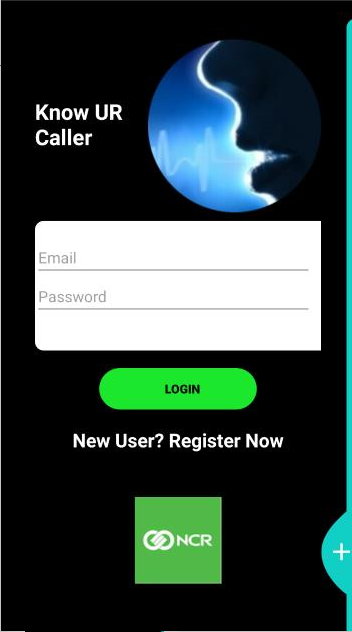 Know UR
Caller
Email
Password
LOGIN
New User? Register Now
NCR
+